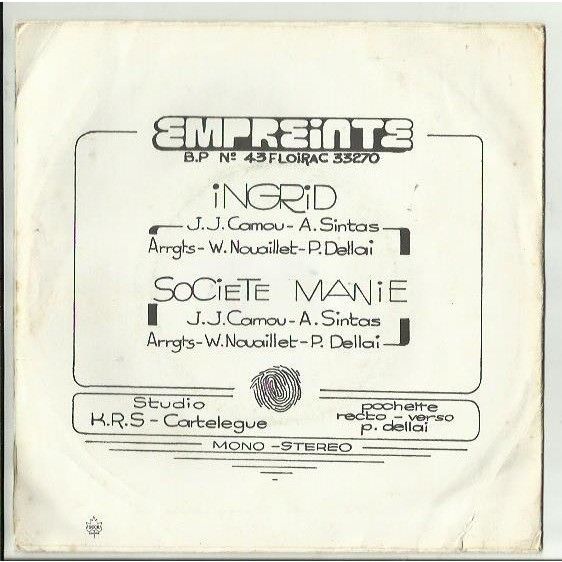 EMPREINTE
B.P Nº 43 FLOIRAC 33270
iNGRiD
J.J. Camou - A. Sintas
Arrgts - W. Nouaillet - P. Dellai
SOCiETE MANiE
J.J. Camou - A. Sintas
Arrgts - W. Nouaillet - P. Dellai
Studio
K.R.S - Cartelegue
pochette
recto - verso
p. dellai
MONO - STEREO